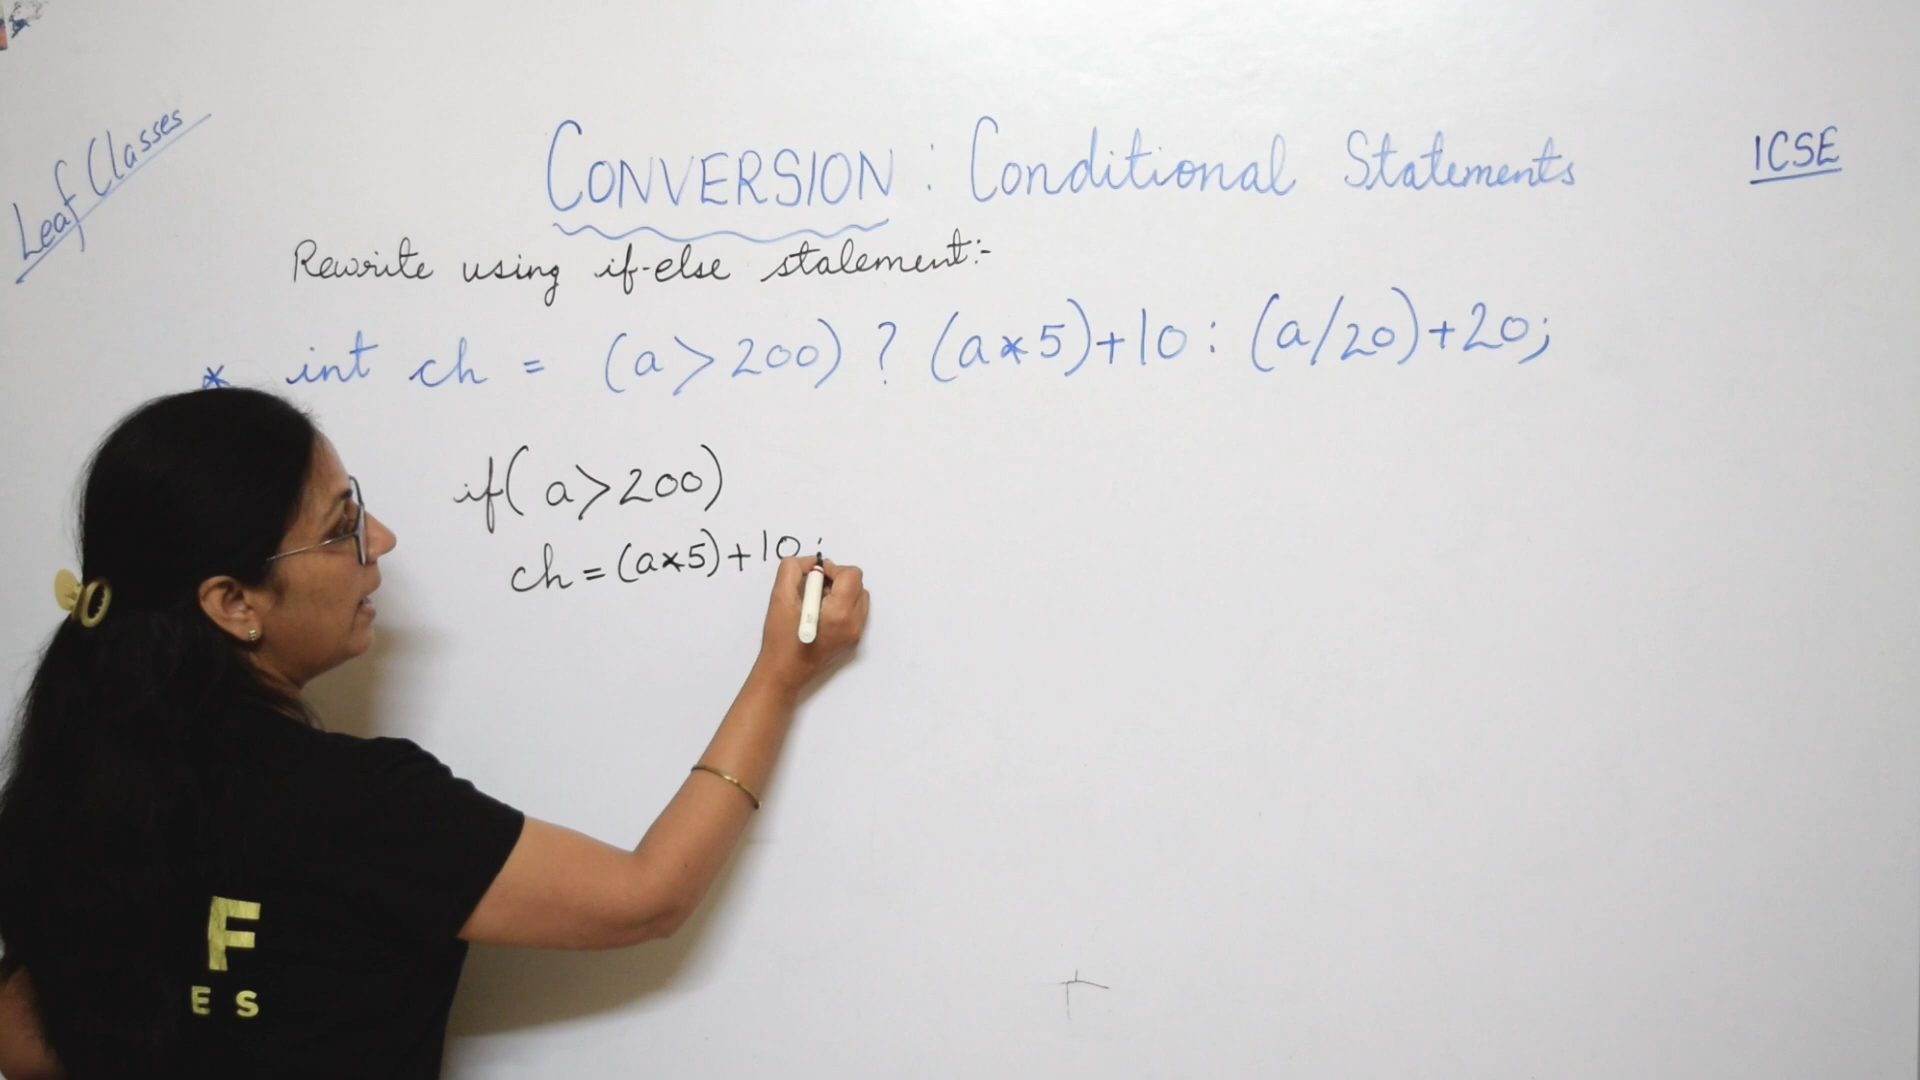 Leaf Classes
CONVERSION : Conditional Statements
ICSE
Rewrite using if-else statement:-
* int ch = (a>200) ? (a*5)+10 : (a/20)+20;
if(a>200)
ch=(a*5)+10;
F
ES